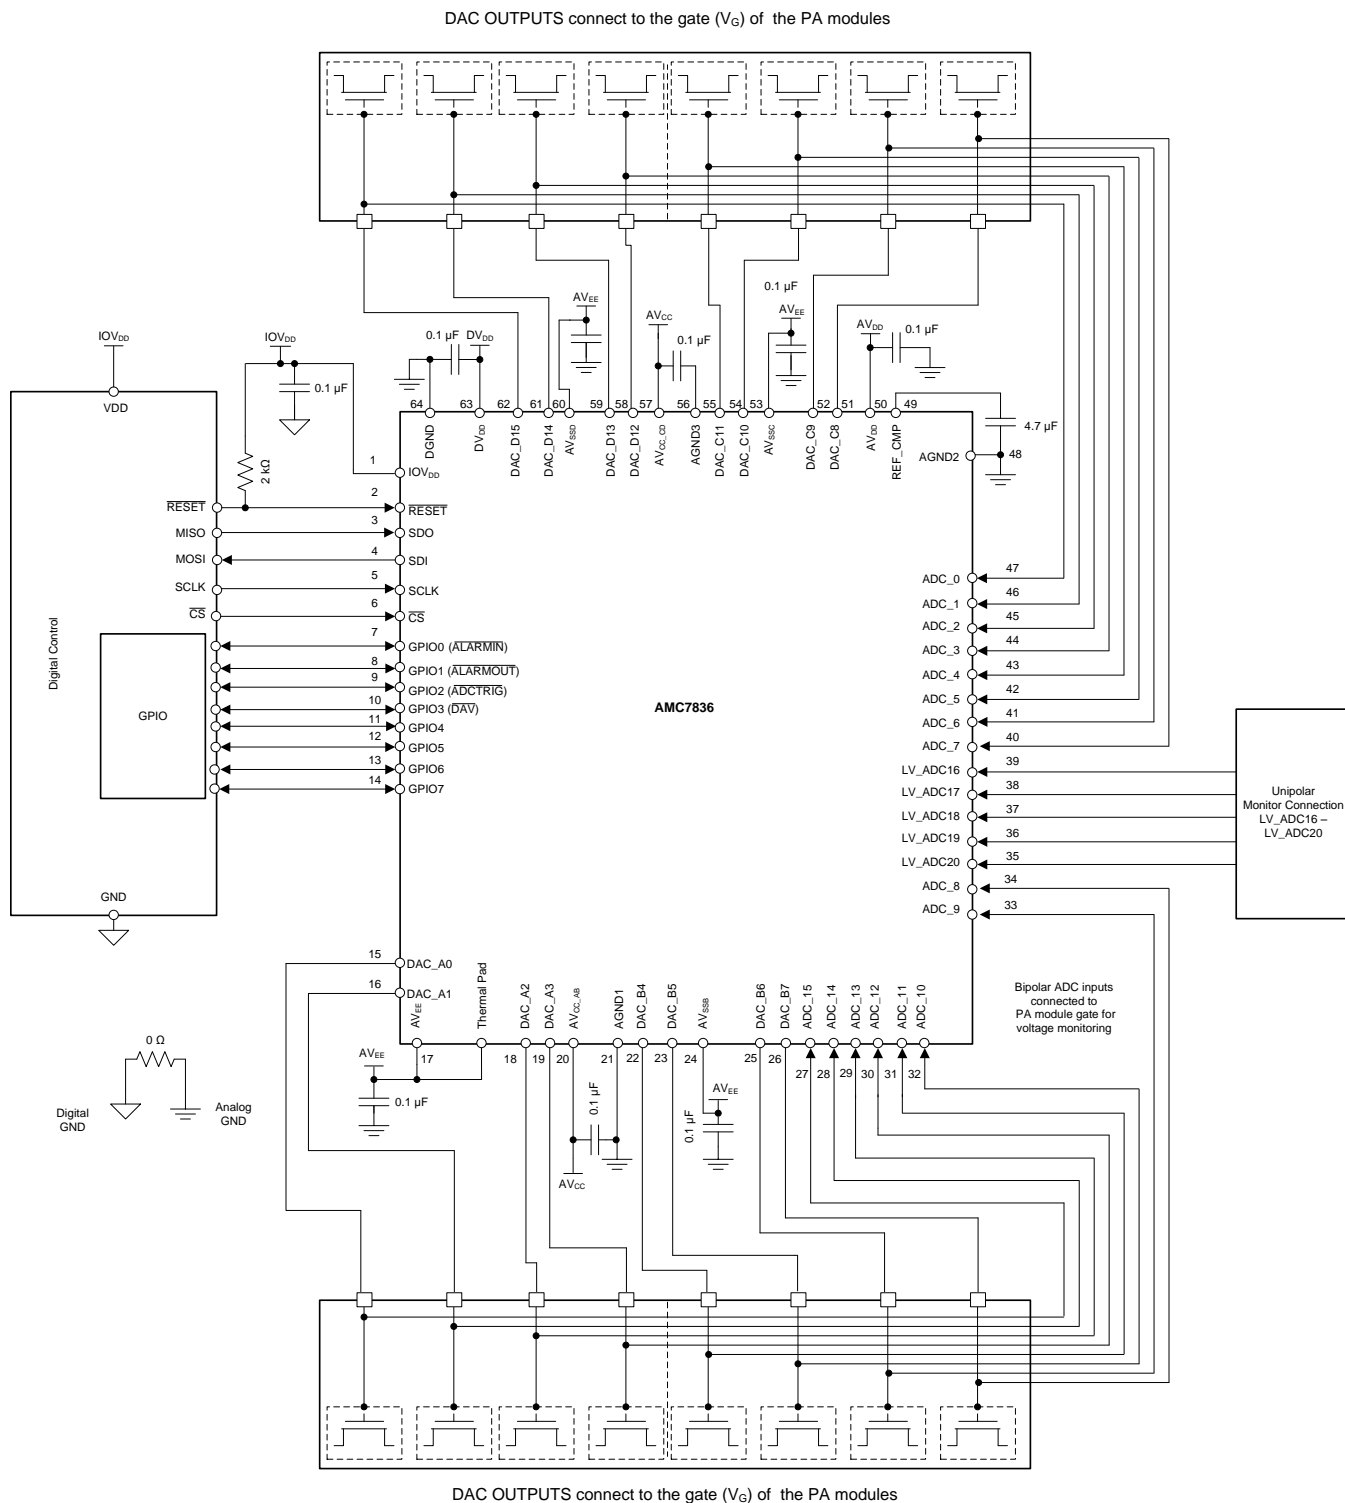 DAC OUTPUTS connect to the gate (VG) of the PA modules
0.1 µF
AVEE
AVEE
AVCC
0.1 µF
AVDD
0.1 µF
0.1 µF
DVDD
IOVDD
IOVDD
0.1 µF
VDD
64
63
62
61
60
59
58
57
56
55
54
53
52
51
50
49
DGND
DVDD
DAC_D15
DAC_D14
AVSSD
DAC_D13
DAC_D12
AVCC_CD
AGND3
DAC_C11
DAC_C10
AVSSC
DAC_C9
DAC_C8
AVDD
REF_CMP
4.7 µF
AGND2
48
2 kΩ
1
IOVDD
RESET
2
RESET
MISO
3
SDO
MOSI
4
SDI
SCLK
5
SCLK
CS
6
CS
7
GPIO0 (ALARMIN)
8
GPIO1 (ALARMOUT)
9
GPIO2 (ADCTRIG)
10
GPIO3 (DAV)
11
GPIO4
12
GPIO5
13
GPIO6
14
GPIO7
Digital Control
GPIO
GND
AMC7836
ADC_0
47
ADC_1
46
ADC_2
45
ADC_3
44
ADC_4
43
ADC_5
42
ADC_6
41
ADC_7
40
LV_ADC16
39
LV_ADC17
38
LV_ADC18
37
LV_ADC19
36
LV_ADC20
35
ADC_8
34
ADC_9
33
Unipolar
Monitor Connection
LV_ADC16 –
LV_ADC20
15
DAC_A0
16
DAC_A1
AVEE
Thermal Pad
DAC_A2
DAC_A3
AVCC_AB
AGND1
DAC_B4
DAC_B5
AVSSB
DAC_B6
DAC_B7
ADC_15
ADC_14
ADC_13
ADC_12
ADC_11
ADC_10
Bipolar ADC inputs
connected to
PA module gate for
voltage monitoring
17
18
19
20
21
22
23
24
25
26
27
28
29
30
31
32
0 Ω
Digital
GND
Analog
GND
AVEE
0.1 µF
0.1 µF
AVCC
AVEE
0.1 µF
DAC OUTPUTS connect to the gate (VG) of the PA modules